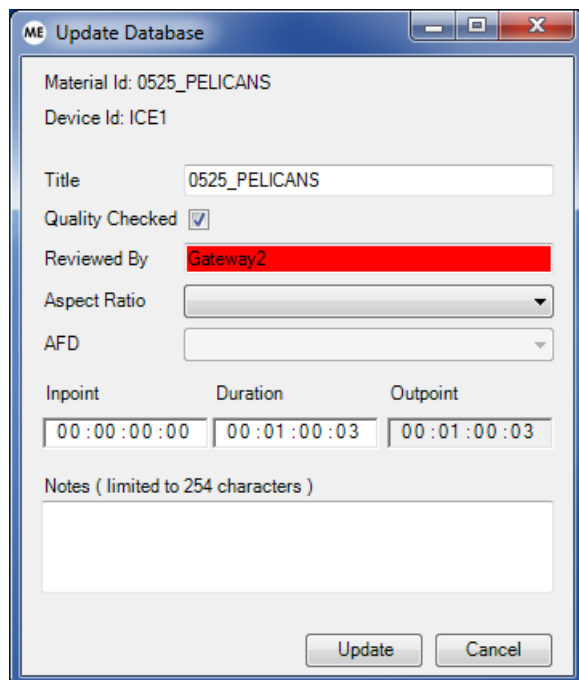 ME Update Database
Material Id: 0525_PELICANS
Device Id: ICE1
Title 0525_PELICANS
Quality Checked
Reviewed By Gateway2
Aspect Ratio
AFD
Inpoint Duration Outpoint
00:00:00:00 00:01:00:03 00:01:00:03
Notes ( limited to 254 characters )
Update Cancel